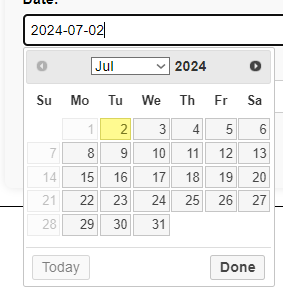 Date:
2024-07-02
Jul 2024
Su Mo Tu We Th Fr Sa
1 2 3 4 5 6
7 8 9 10 11 12 13
14 15 16 17 18 19 20
21 22 23 24 25 26 27
28 29 30 31
Today Done